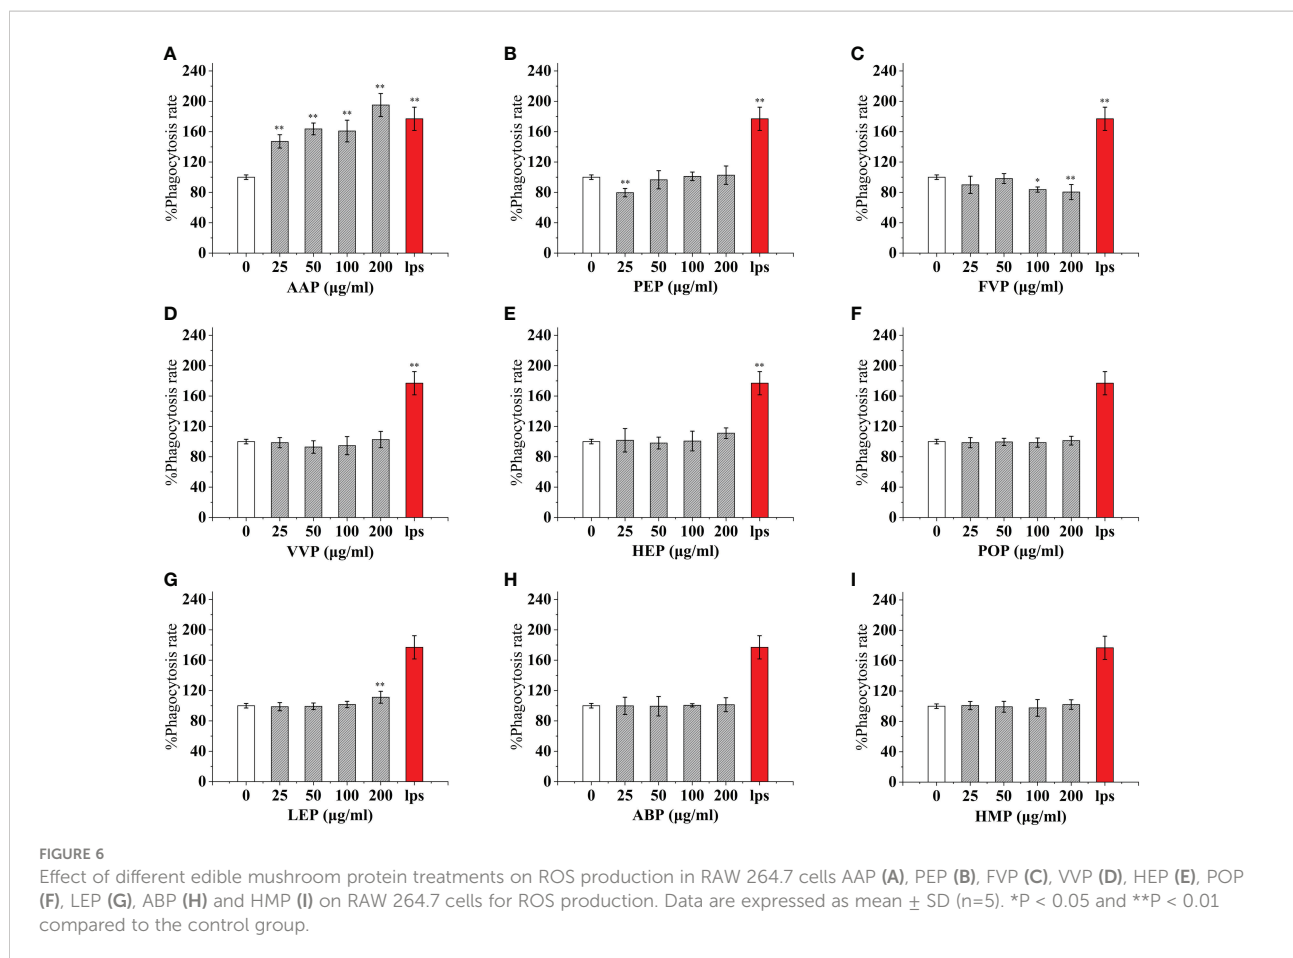 A
B
C
240
200
160
120
80
40
0
%Phagocytosis rate
** ** ** ** **
0 25 50 100 200 lps
AAP (µg/ml)
240
200
160
120
80
40
0
%Phagocytosis rate
** **
0 25 50 100 200 lps
PEP (µg/ml)
240
200
160
120
80
40
0
%Phagocytosis rate
* ** **
0 25 50 100 200 lps
FVP (µg/ml)
D
E
F
240
200
160
120
80
40
0
%Phagocytosis rate
**
0 25 50 100 200 lps
VVP (µg/ml)
240
200
160
120
80
40
0
%Phagocytosis rate
**
0 25 50 100 200 lps
HEP (µg/ml)
240
200
160
120
80
40
0
%Phagocytosis rate
0 25 50 100 200 lps
POP (µg/ml)
G
H
I
240
200
160
120
80
40
0
%Phagocytosis rate
**
0 25 50 100 200 lps
LEP (µg/ml)
240
200
160
120
80
40
0
%Phagocytosis rate
0 25 50 100 200 lps
ABP (µg/ml)
240
200
160
120
80
40
0
%Phagocytosis rate
0 25 50 100 200 lps
HMP (µg/ml)
FIGURE 6
Effect of different edible mushroom protein treatments on ROS production in RAW 264.7 cells AAP (A), PEP (B), FVP (C), VVP (D), HEP (E), POP
(F), LEP (G), ABP (H) and HMP (I) on RAW 264.7 cells for ROS production. Data are expressed as mean ± SD (n=5). *P < 0.05 and **P < 0.01
compared to the control group.